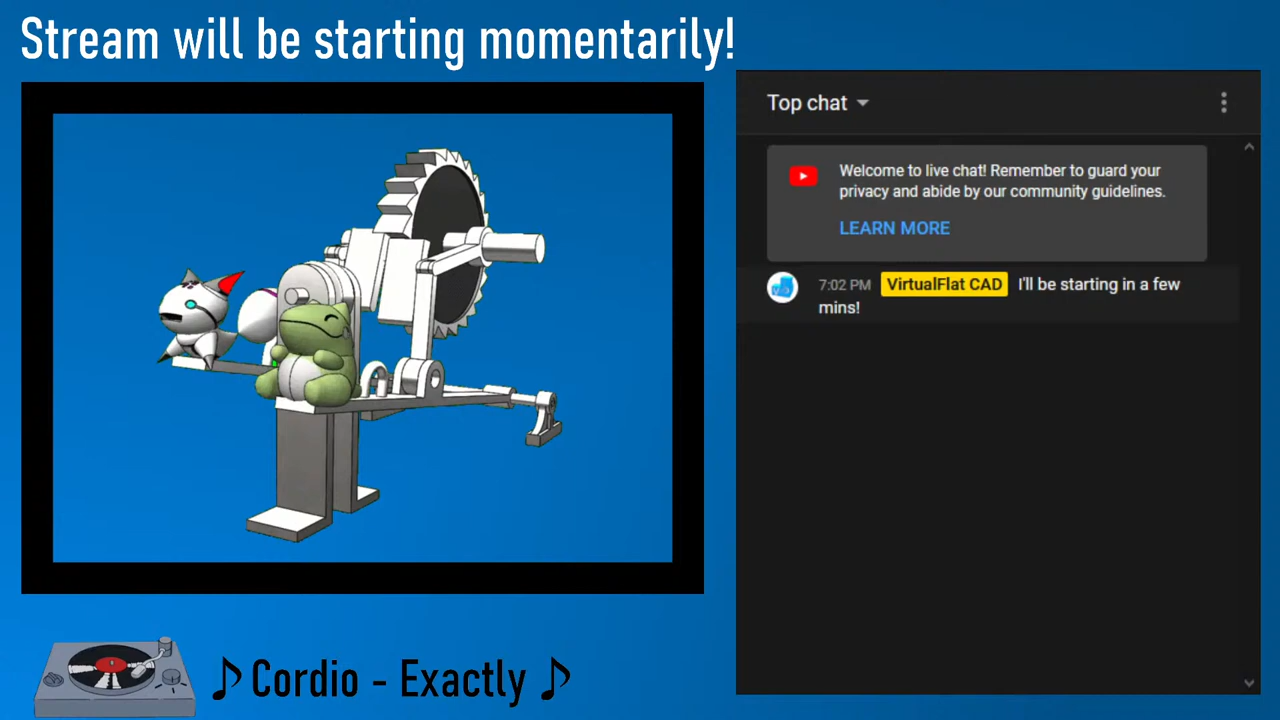 Stream will be starting momentarily!
Top chat
Welcome to live chat! Remember to guard your
privacy and abide by our community guidelines.
LEARN MORE
7:02 PM VirtualFlat CAD I'll be starting in a few
mins!
♪ Cordio - Exactly ♪